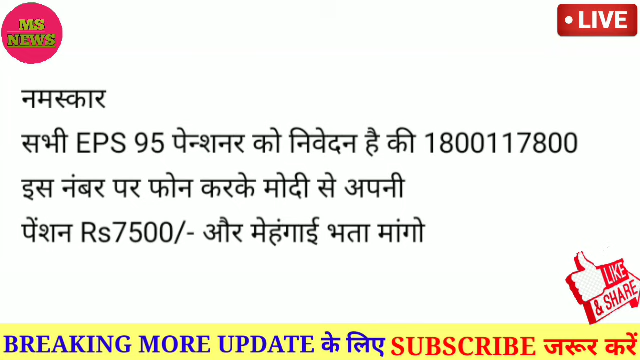 MS
NEWS
LIVE
नमस्कार
सभी EPS 95 पेन्शनर को निवेदन है की 1800117800
इस नंबर पर फोन करके मोदी से अपनी
पेंशन Rs7500/- और मेहंगाई भता मांगो
LIKE
& SHARE
BREAKING MORE UPDATE के लिए SUBSCRIBE जरूर करें